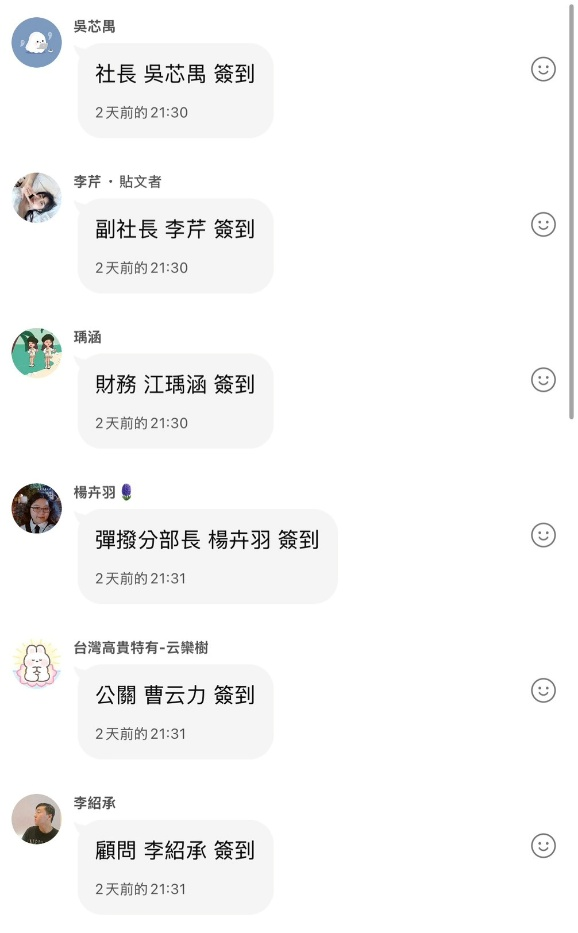 吳芯禺
社長 吳芯禺 簽到
2天前的21:30
李芹・貼文者
副社長 李芹 簽到
2天前的21:30
瑀涵
財務 江瑀涵 簽到
2天前的21:30
楊卉羽
彈撥分部長 楊卉羽 簽到
2天前的21:31
台灣高貴特有-云欒樹
公關 曹云力 簽到
2天前的21:31
李紹承
顧問 李紹承 簽到
2天前的21:31